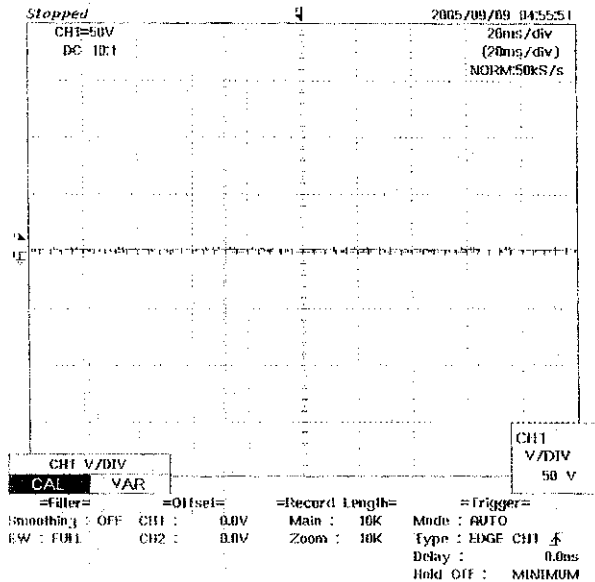 Stopped 2005/09/09 04:55:51
CH1=50V 20ms/div
DC 10:1 (20ms/div)
NORM:50kS/s
CH1
V/DIV
50 V
CH1 V/DIV
CAL VAR
=Filter= =Offset= =Record Length= =Trigger=
Smoothing : OFF CH1 : 0.0V Main : 10K Mode : AUTO
BW : FULL CH2 : 0.0V Zoom : 10K Type : EDGE CH1
Delay : 0.0ns
Hold Off : MINIMUM